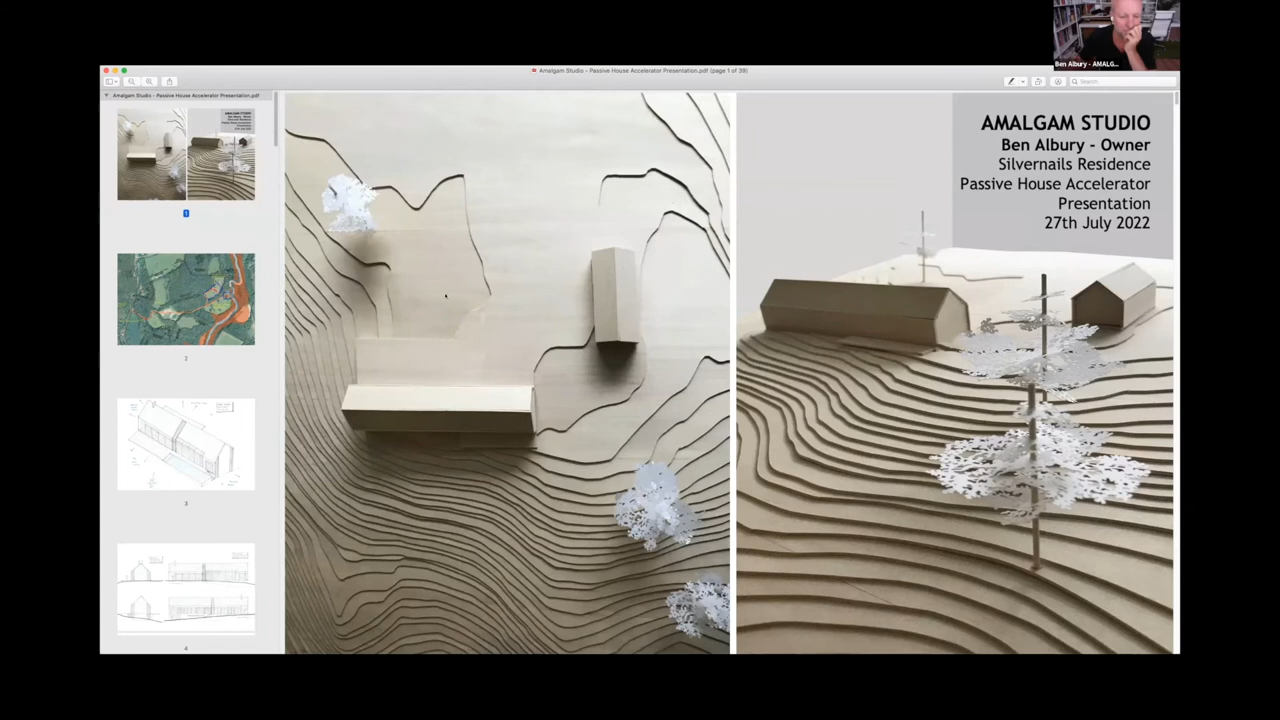 Ben Albury - AMALG...
Amalgam Studio - Passive House Accelerator Presentation.pdf (page 1 of 39)
Search
Amalgam Studio - Passive House Accelerator Presentation.pdf
1
2
3
4
AMALGAM STUDIO
Ben Albury - Owner
Silvernails Residence
Passive House Accelerator
Presentation
27th July 2022